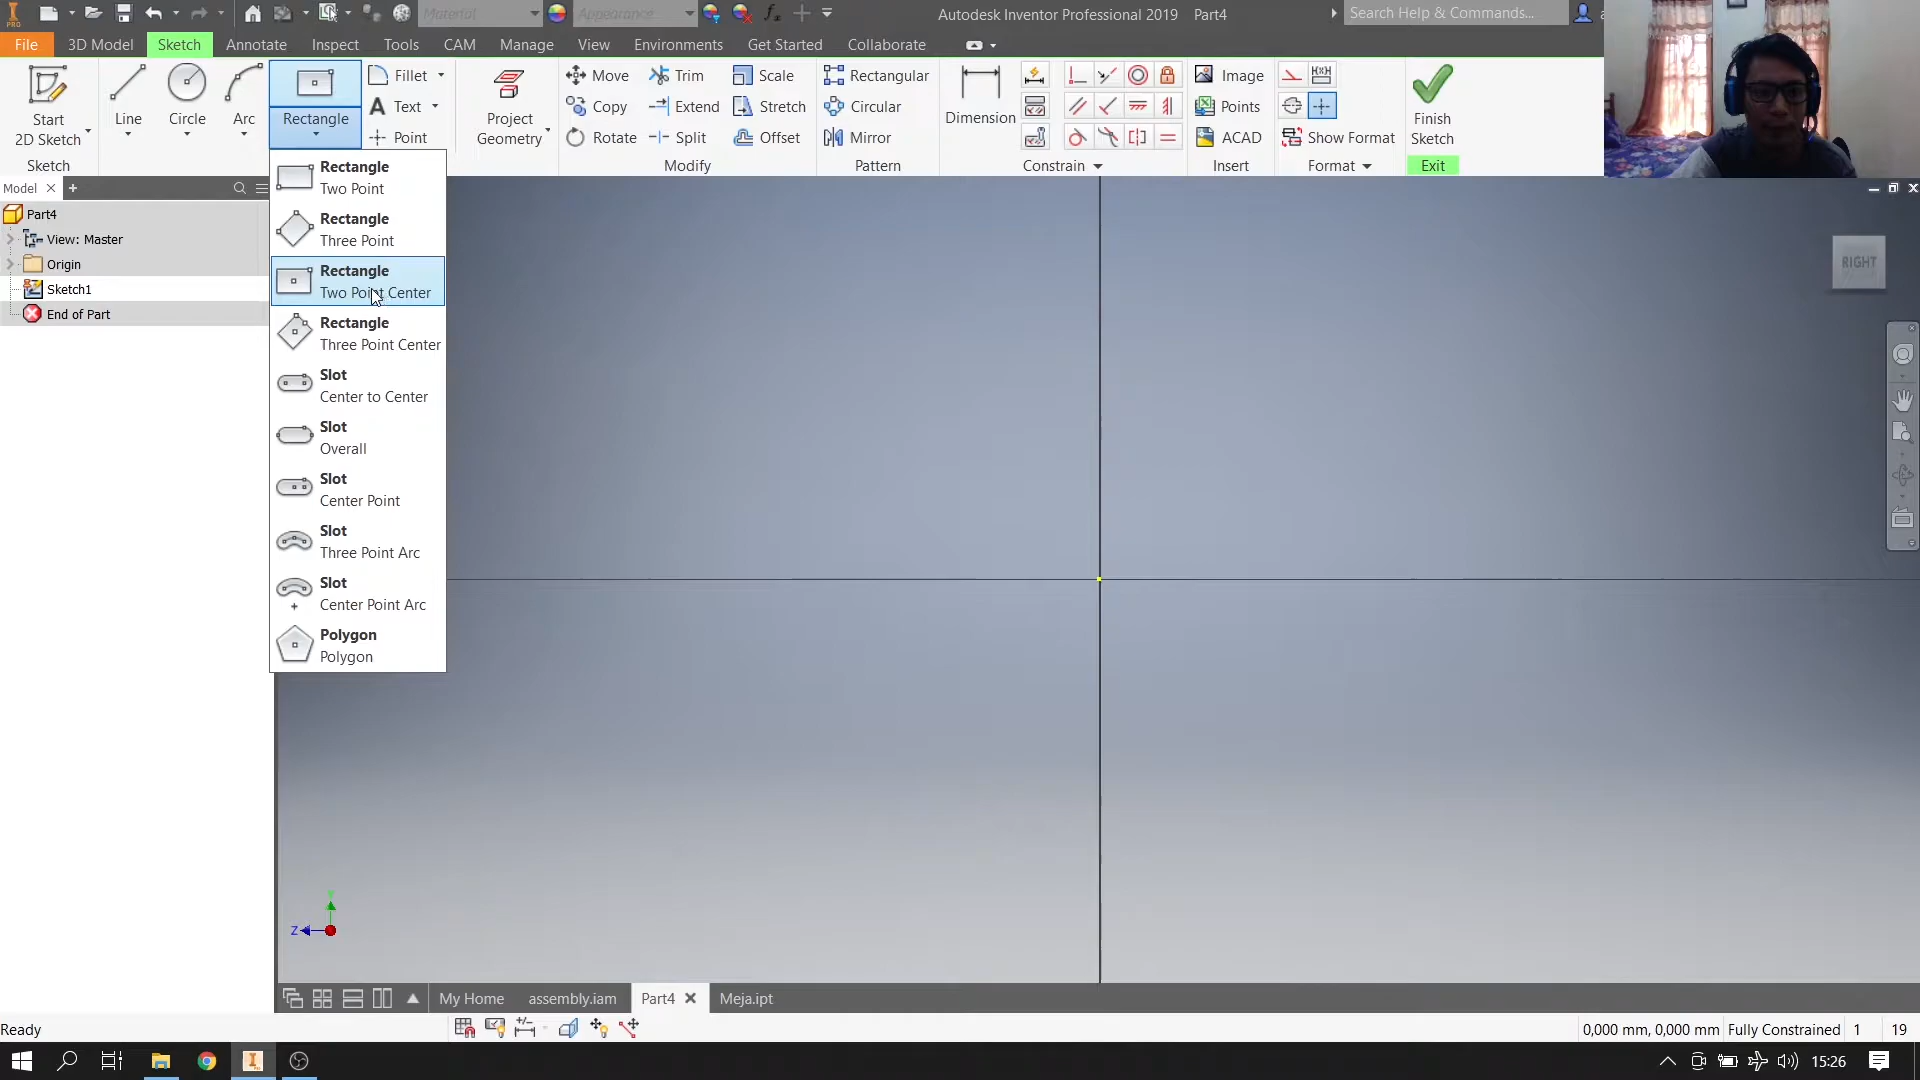 PRO
Material
Appearance
fx
Autodesk Inventor Professional 2019 Part4
Search Help & Commands...
File
3D Model
Sketch
Annotate
Inspect
Tools
CAM
Manage
View
Environments
Get Started
Collaborate
Start
2D Sketch
Line
Circle
Arc
Rectangle
Fillet
Text
Point
Project
Geometry
Move
Copy
Rotate
Trim
Extend
Split
Scale
Stretch
Offset
Rectangular
Circular
Mirror
Dimension
Image
Points
ACAD
Show Format
Finish
Sketch
Sketch
Modify
Pattern
Constrain
Insert
Format
Exit
Model
Part4
View: Master
Origin
Sketch1
End of Part
Rectangle
Two Point
Rectangle
Three Point
Rectangle
Two Point Center
Rectangle
Three Point Center
Slot
Center to Center
Slot
Overall
Slot
Center Point
Slot
Three Point Arc
Slot
Center Point Arc
Polygon
Polygon
RIGHT
Y
Z
My Home
assembly.iam
Part4
Meja.ipt
Ready
0,000 mm, 0,000 mm
Fully Constrained
1
19
15:26